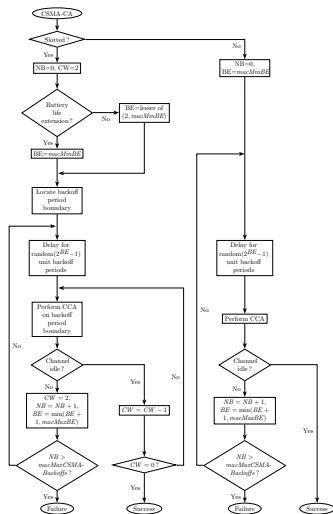 CSMA-CA
Slotted ?
No
Yes
NB=0, CW=2
NB=0,
BE=macMinBE
Battery
life
extension?
No
BE=lesser of
(2, macMinBE)
Yes
BE=macMinBE
Locate backoff
period
boundary
Delay for
random(2^BE−1)
unit backoff
periods
Delay for
random(2^BE−1)
unit backoff
periods
Perform CCA
on backoff
period
boundary
Perform CCA
No
No
No
Channel
idle?
Yes
Channel
idle?
No
No
CW = 2,
NB = NB + 1,
BE = min(BE +
1, macMaxBE)
CW = CW − 1
NB = NB + 1,
BE = min(BE +
1, macMaxBE)
Yes
NB >
macMaxCSMA-
Backoffs?
CW = 0?
NB >
macMaxCSMA-
Backoffs?
Yes
Yes
Yes
Failure
Success
Failure
Success